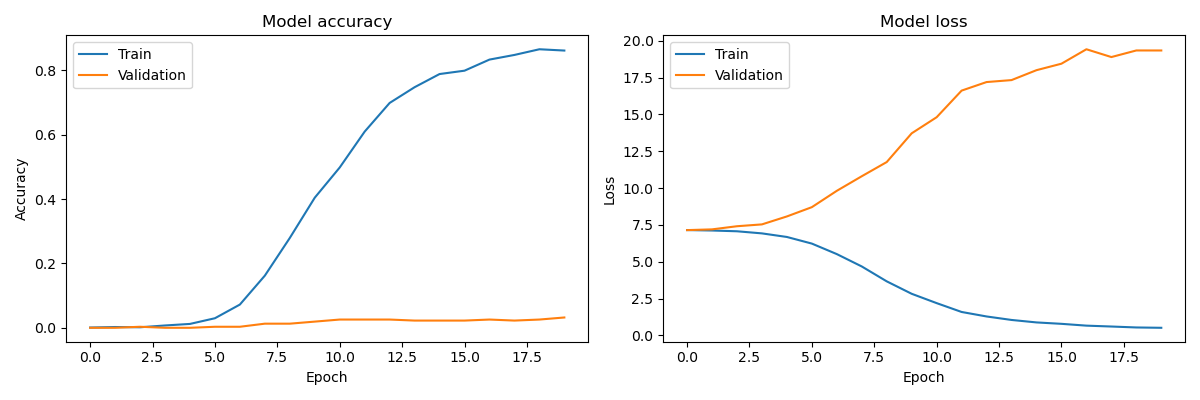 Model accuracy
Train
Validation
0.8
0.6
0.4
0.2
0.0
Accuracy
0.0 2.5 5.0 7.5 10.0 12.5 15.0 17.5
Epoch
Model loss
Train
Validation
20.0
17.5
15.0
12.5
10.0
7.5
5.0
2.5
0.0
Loss
0.0 2.5 5.0 7.5 10.0 12.5 15.0 17.5
Epoch